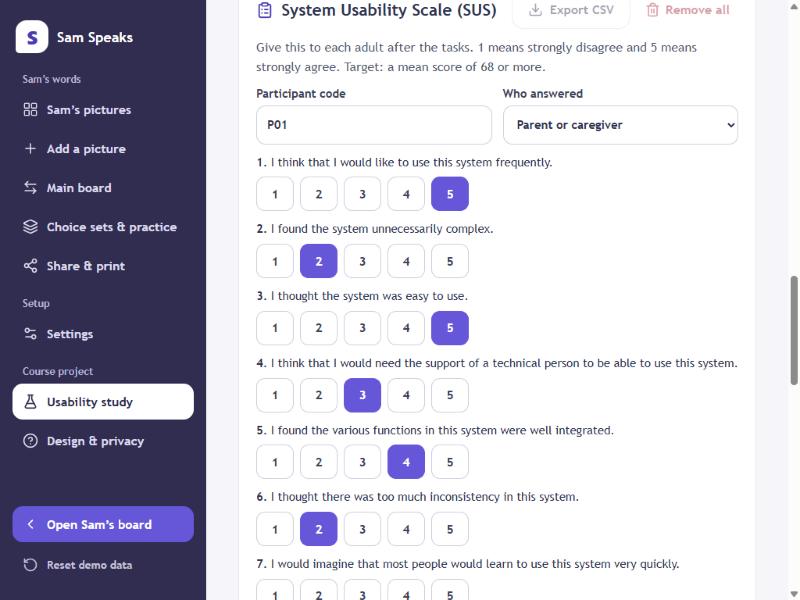 S Sam Speaks
Sam's words
Sam's pictures
Add a picture
Main board
Choice sets & practice
Share & print
Setup
Settings
Course project
Usability study
Design & privacy
Open Sam's board
Reset demo data
System Usability Scale (SUS)
Export CSV
Remove all
Give this to each adult after the tasks. 1 means strongly disagree and 5 means
strongly agree. Target: a mean score of 68 or more.
Participant code
Who answered
P01
Parent or caregiver
1. I think that I would like to use this system frequently.
1 2 3 4 5
2. I found the system unnecessarily complex.
1 2 3 4 5
3. I thought the system was easy to use.
1 2 3 4 5
4. I think that I would need the support of a technical person to be able to use this system.
1 2 3 4 5
5. I found the various functions in this system were well integrated.
1 2 3 4 5
6. I thought there was too much inconsistency in this system.
1 2 3 4 5
7. I would imagine that most people would learn to use this system very quickly.
1 2 3 4 5